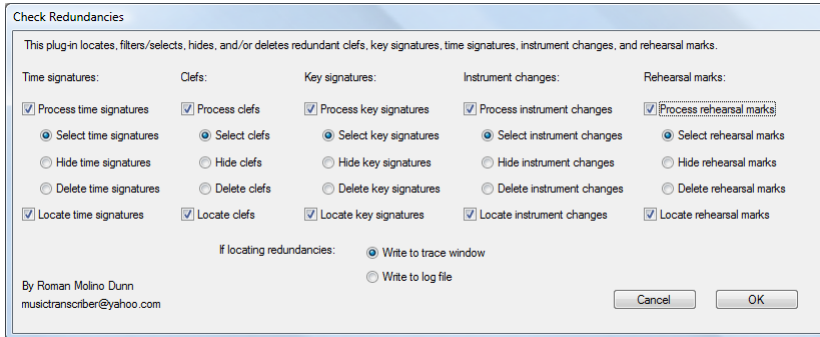 Check Redundancies
This plug-in locates, filters/selects, hides, and/or deletes redundant clefs, key signatures, time signatures, instrument changes, and rehearsal marks.
Time signatures: Clefs: Key signatures: Instrument changes: Rehearsal marks:
Process time signatures Process clefs Process key signatures Process instrument changes Process rehearsal marks
Select time signatures Select clefs Select key signatures Select instrument changes Select rehearsal marks
Hide time signatures Hide clefs Hide key signatures Hide instrument changes Hide rehearsal marks
Delete time signatures Delete clefs Delete key signatures Delete instrument changes Delete rehearsal marks
Locate time signatures Locate clefs Locate key signatures Locate instrument changes Locate rehearsal marks
If locating redundancies: Write to trace window
Write to log file
By Roman Molino Dunn
musictranscriber@yahoo.com
Cancel OK